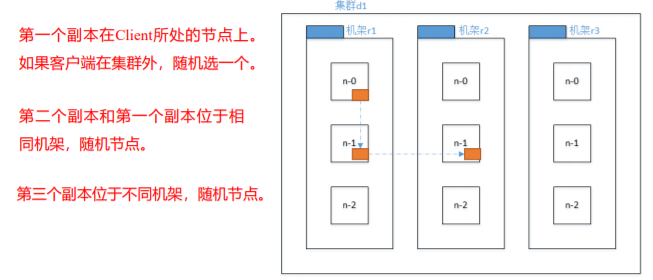 集群d1
第一个副本在Client所处的节点上。
如果客户端在集群外，随机选一个。
第二个副本和第一个副本位于相
同机架，随机节点。
第三个副本位于不同机架，随机节点。
机架r1
机架r2
机架r3
n-0
n-0
n-0
n-1
n-1
n-1
n-2
n-2
n-2